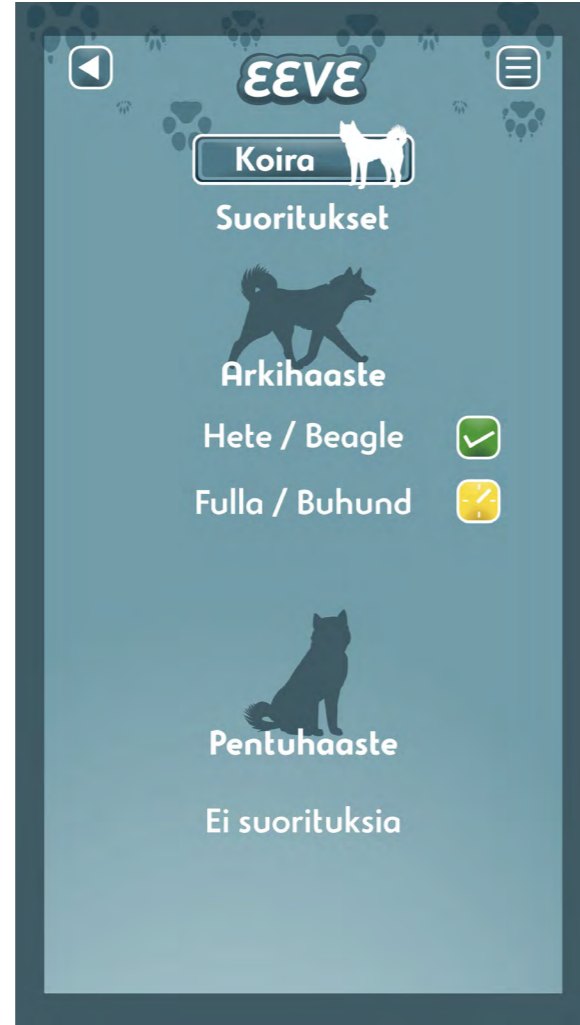 EEVE
Koira
Suoritukset
Arkihaaste
Hete / Beagle
Fulla / Buhund
Pentuhaaste
Ei suorituksia